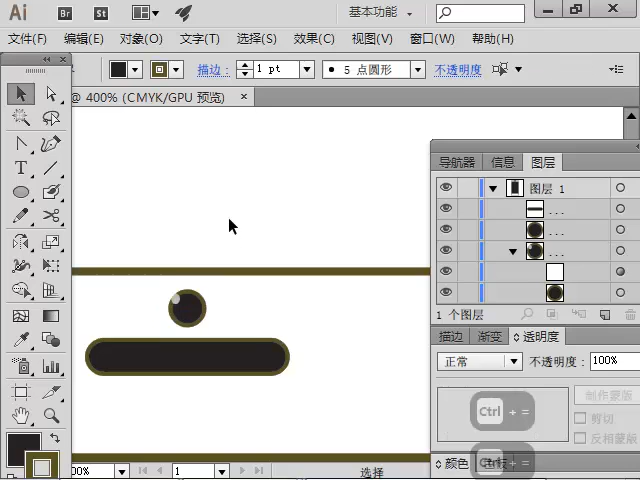 Ai Br St 基本功能
文件(F) 编辑(E) 对象(O) 文字(T) 选择(S) 效果(C) 视图(V) 窗口(W) 帮助(H)
描边: 1 pt 5 点圆形 不透明度
@ 400% (CMYK/GPU 预览) ×
导航器 信息 图层
图层 1
...
...
...
1 个图层
描边 渐变 透明度
正常 不透明度: 100%
制作蒙版
剪切
反相蒙版
Ctrl + =
颜色
Ctrl + =
00% 1 选择